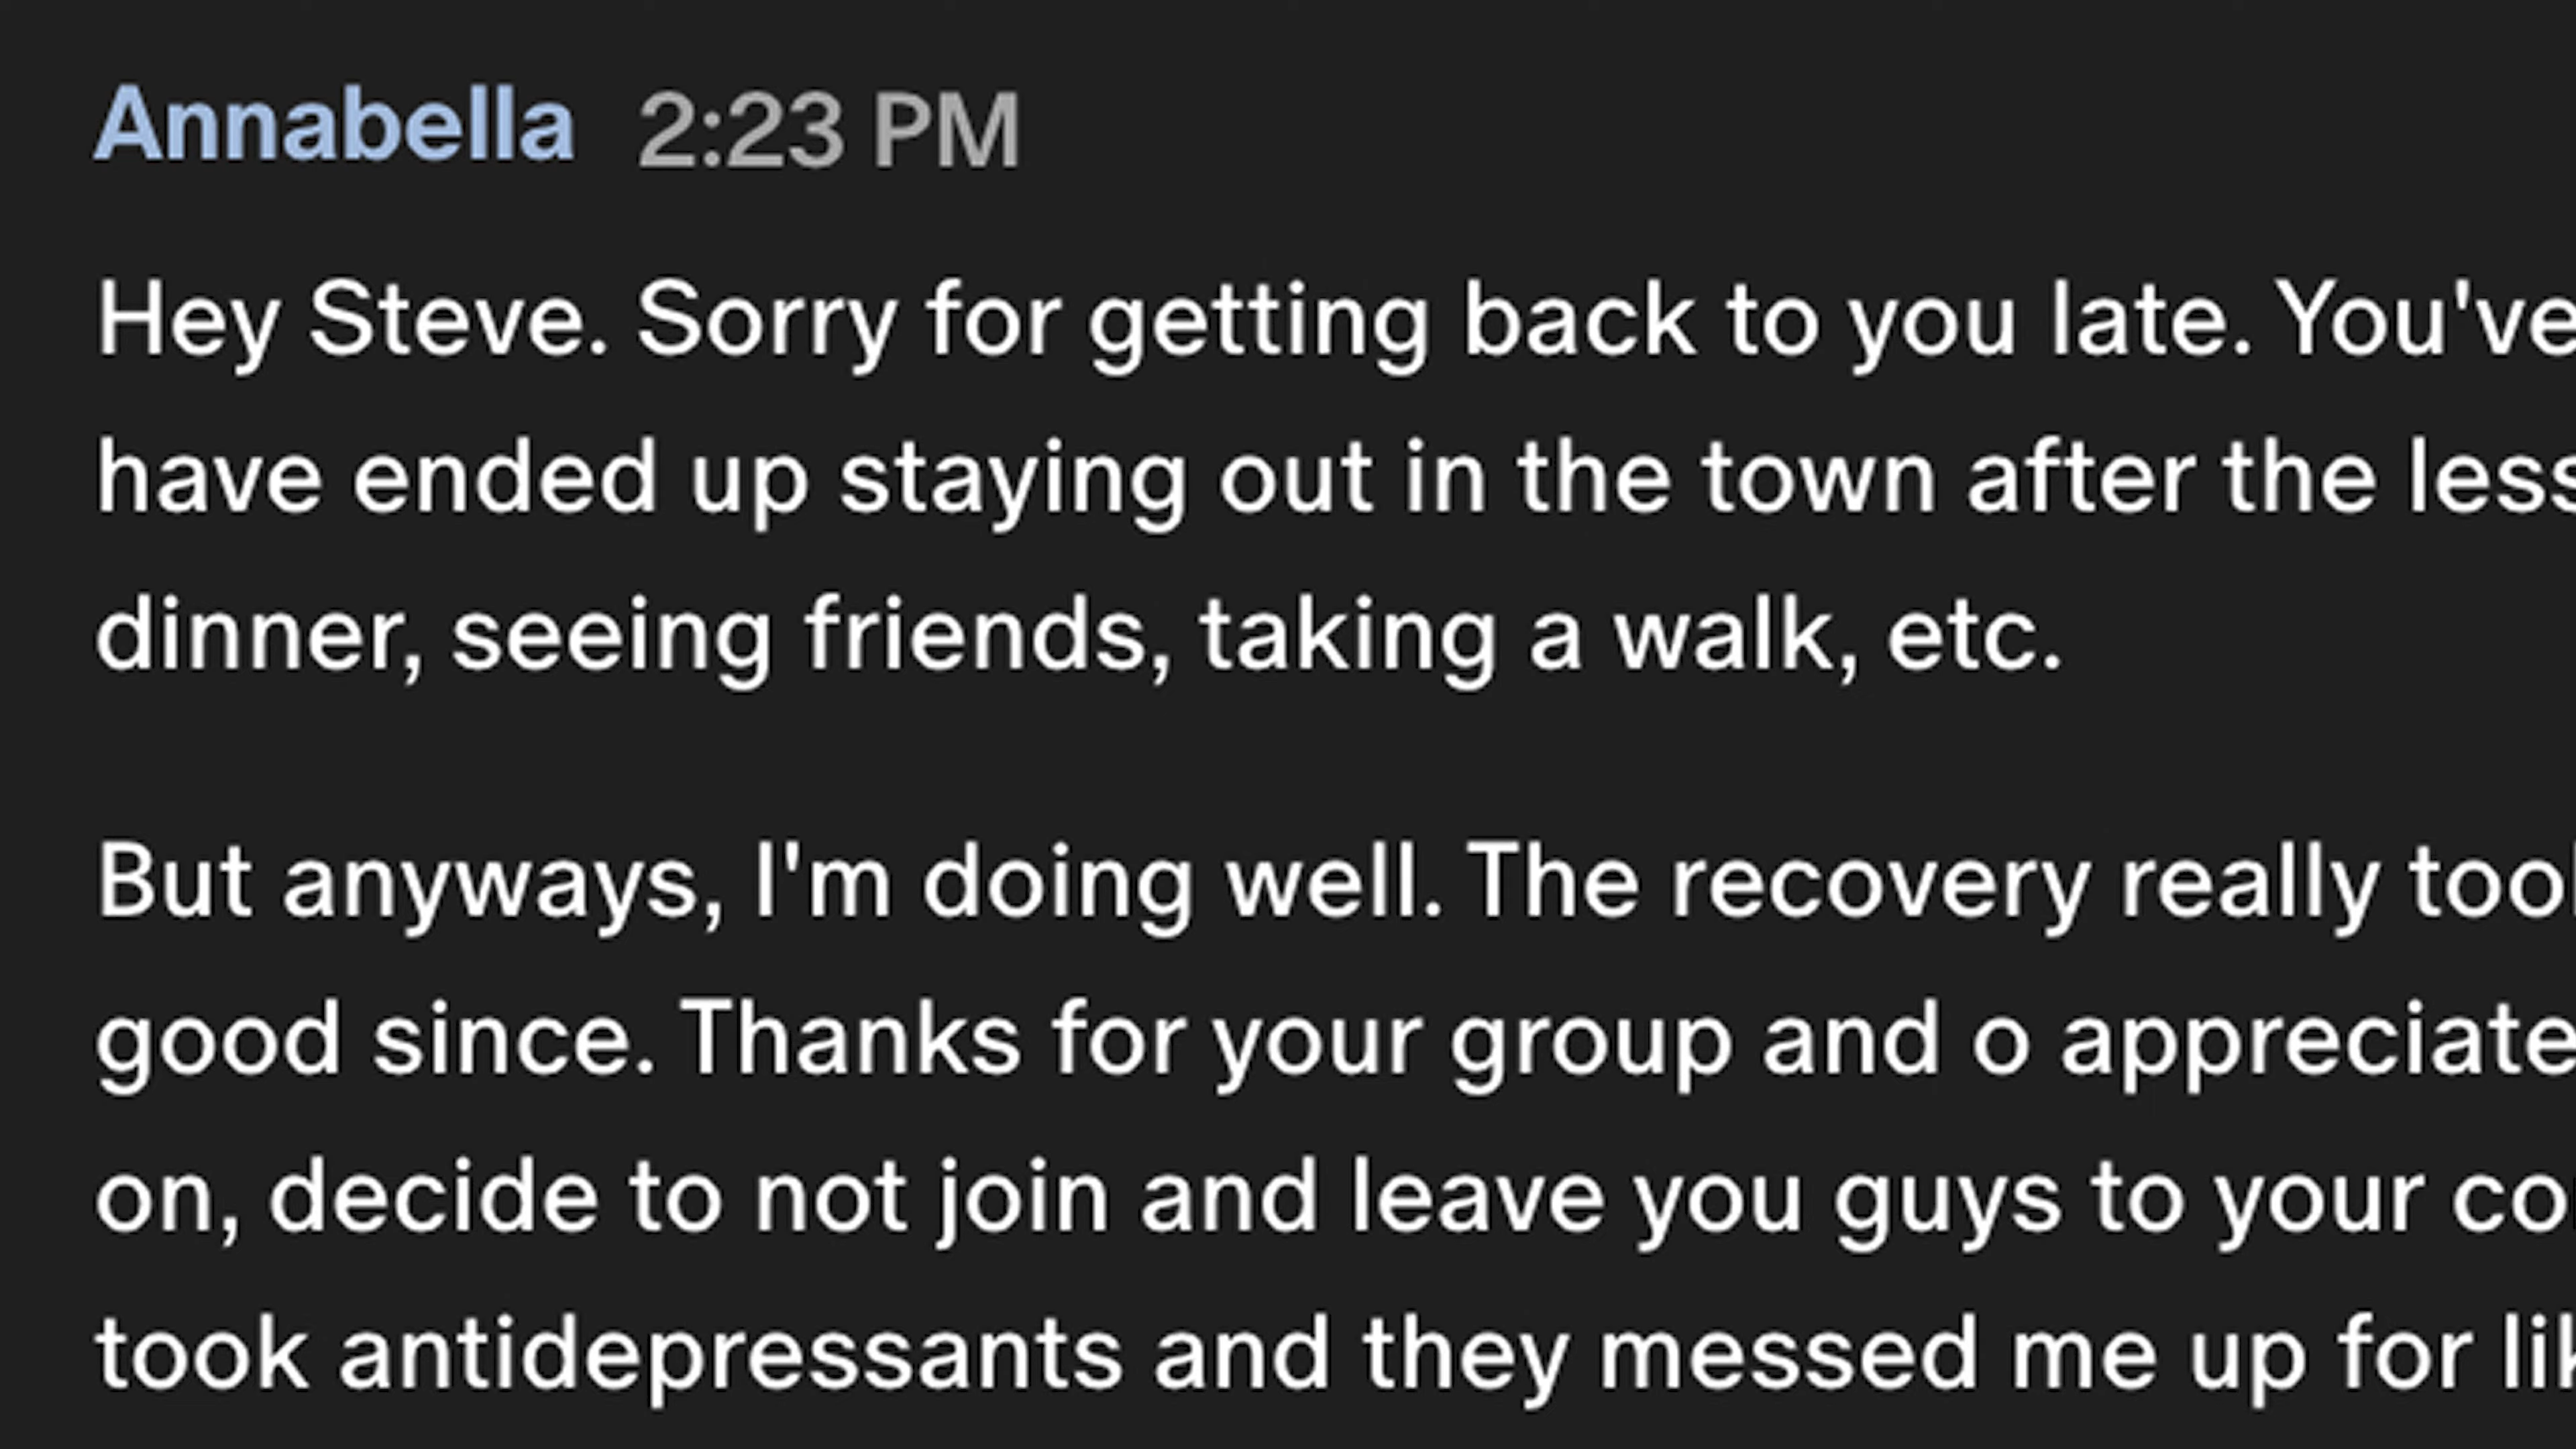 Annabella 2:23 PM
Hey Steve. Sorry for getting back to you late. You've
have ended up staying out in the town after the less
dinner, seeing friends, taking a walk, etc.
But anyways, I'm doing well. The recovery really took
good since. Thanks for your group and o appreciate
on, decide to not join and leave you guys to your co
took antidepressants and they messed me up for lik